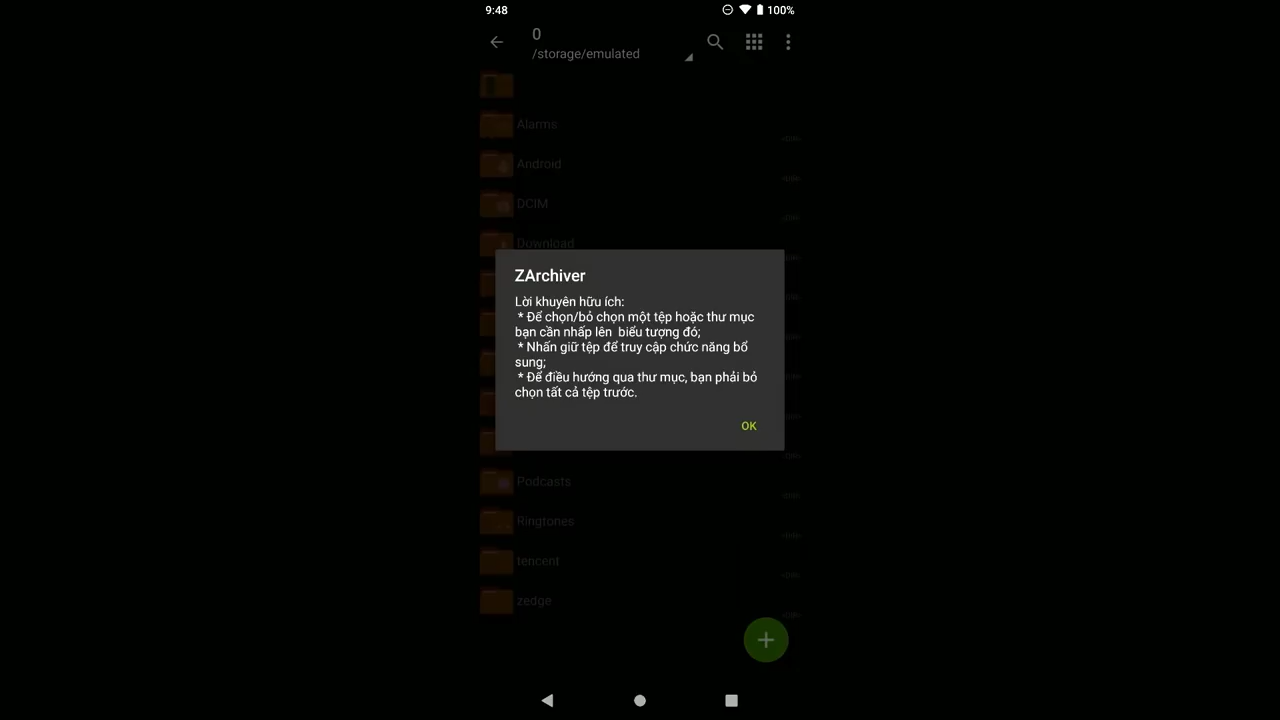 9:48
100%
0
/storage/emulated
Alarms
Android
DCIM
Download
ZArchiver
Lời khuyên hữu ích:
* Để chọn/bỏ chọn một tệp hoặc thư mục
bạn cần nhấp lên biểu tượng đó;
* Nhấn giữ tệp để truy cập chức năng bổ
sung;
* Để điều hướng qua thư mục, bạn phải bỏ
chọn tất cả tệp trước.
OK
Podcasts
Ringtones
tencent
zedge